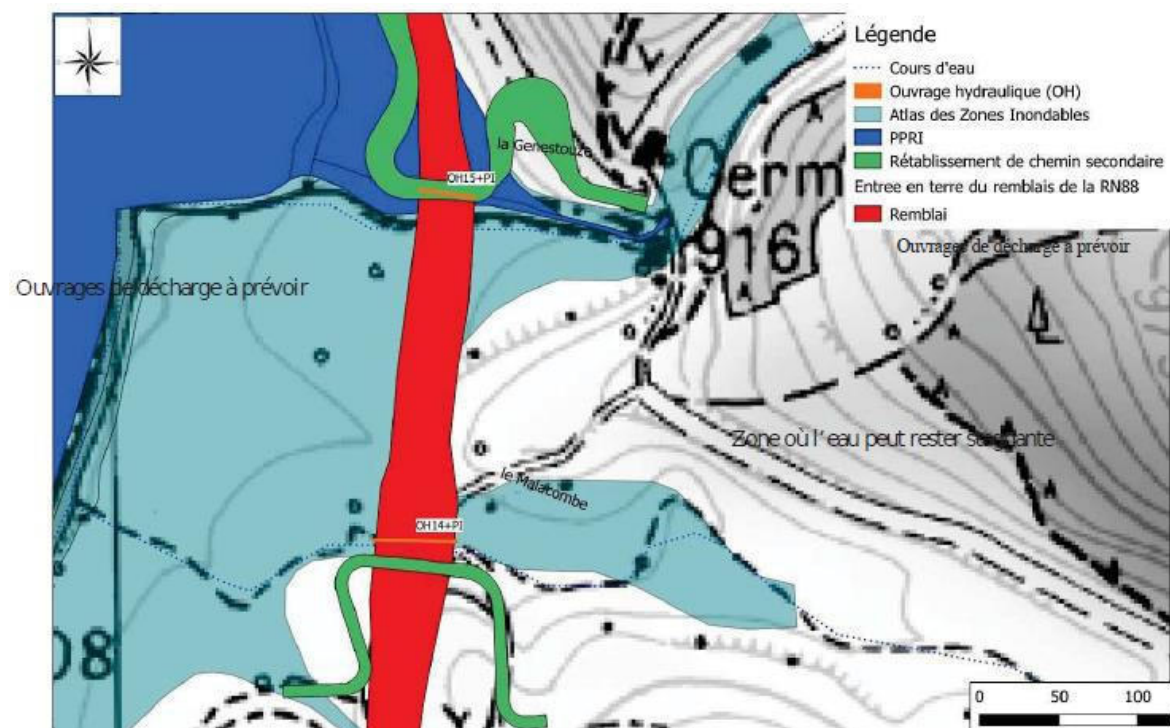 Légende
Cours d'eau
Ouvrage hydraulique (OH)
Atlas des Zones Inondables
PPRI
Rétablissement de chemin secondaire
Entree en terre du remblais de la RN88
Remblai
Ouvrages de décharge à prévoir
la Genestouze
OH15+PI
916
Ouvrages de décharge à prévoir
Zone où l'eau peut rester
le Malacombe
OH14+PI
08
0 50 100